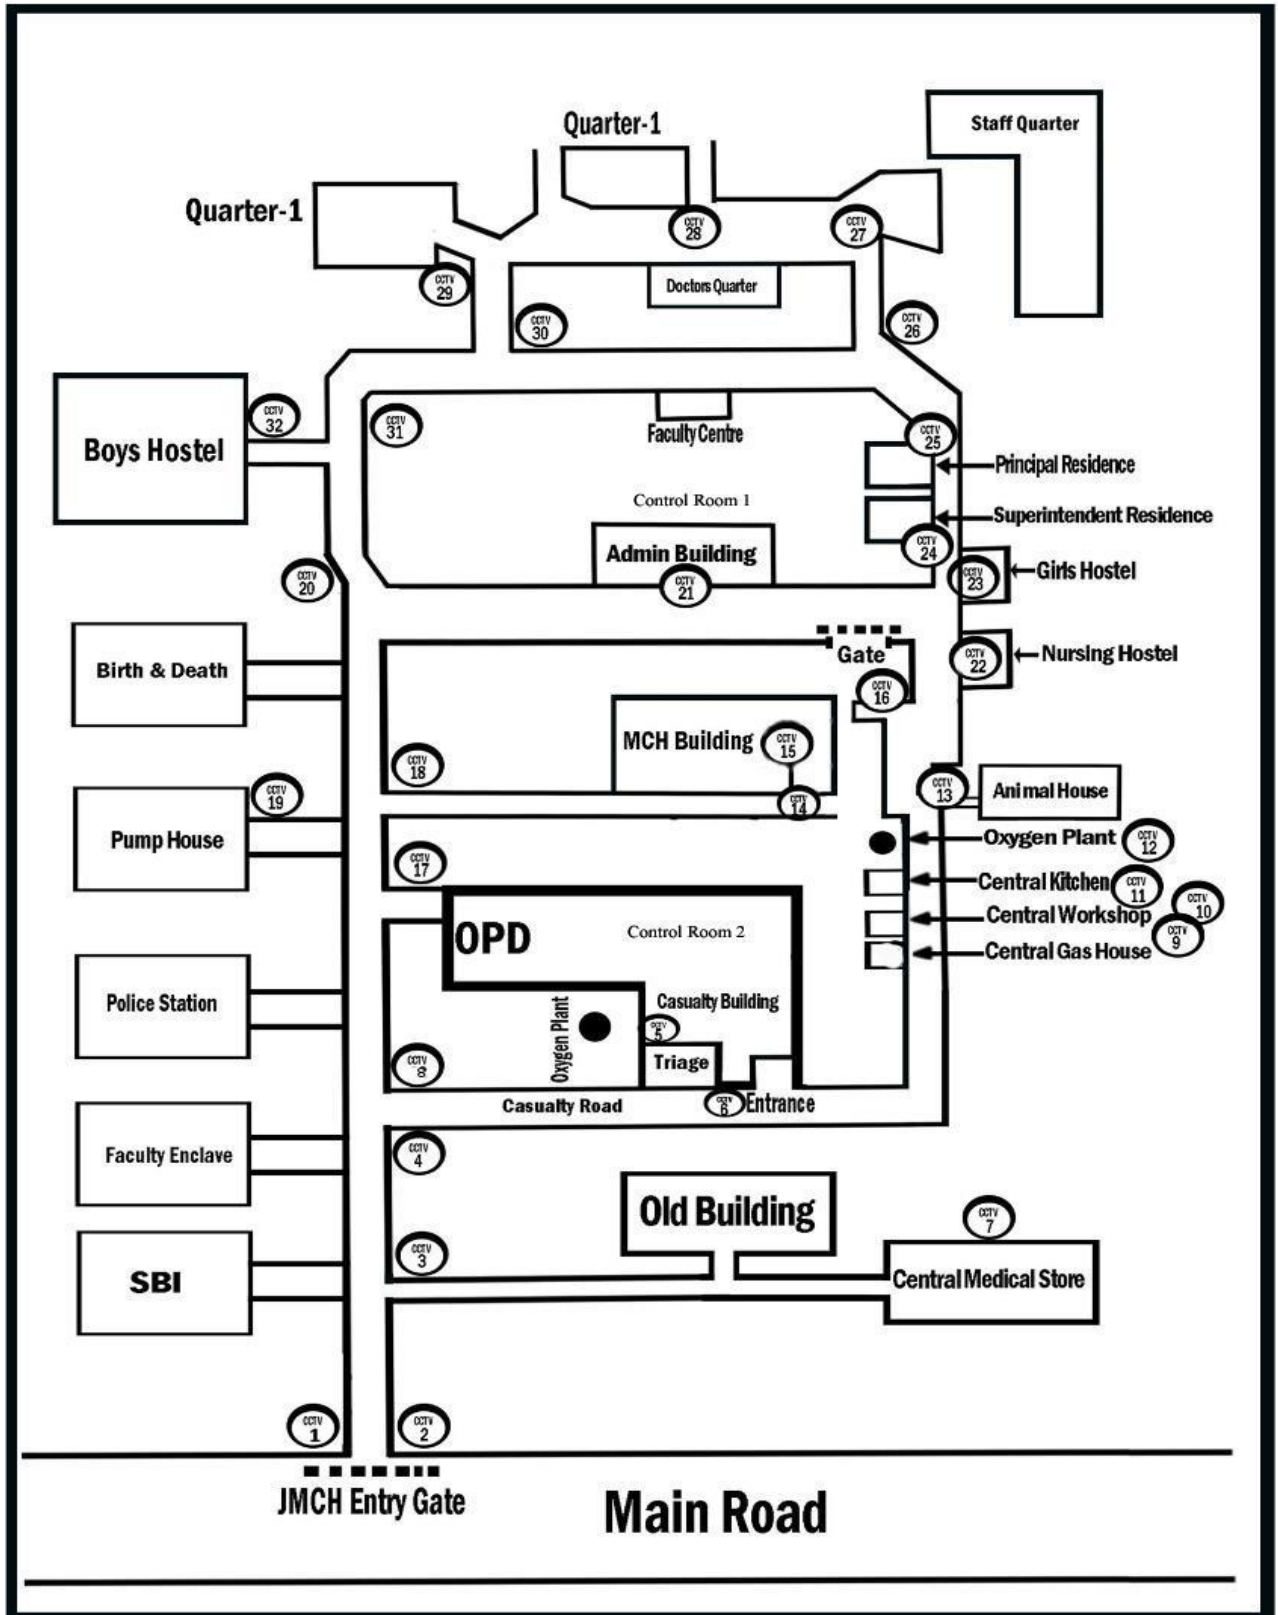 Staff Quarter
Quarter-1
Quarter-1
CCTV
28
CCTV
27
CCTV
29
Doctors Quarter
CCTV
30
CCTV
26
CCTV
32
CCTV
31
Faculty Centre
CCTV
25
Boys Hostel
Principal Residence
Control Room 1
Superintendent Residence
Admin Building
CCTV
24
CCTV
20
CCTV
21
CCTV
23
Girls Hostel
Birth & Death
Gate
CCTV
22
Nursing Hostel
CCTV
16
MCH Building
CCTV
15
CCTV
18
CCTV
19
CCTV
14
CCTV
13
Animal House
Pump House
Oxygen Plant
CCTV
12
CCTV
17
Central Kitchen
CCTV
11
Central Workshop
CCTV
10
OPD
Control Room 2
CCTV
9
Central Gas House
Police Station
Oxygen Plant
Casualty Building
CCTV
5
Triage
CCTV
8
Casualty Road
CCTV
6
Entrance
Faculty Enclave
CCTV
4
Old Building
CCTV
7
CCTV
3
SBI
Central Medical Store
CCTV
1
CCTV
2
JMCH Entry Gate
Main Road